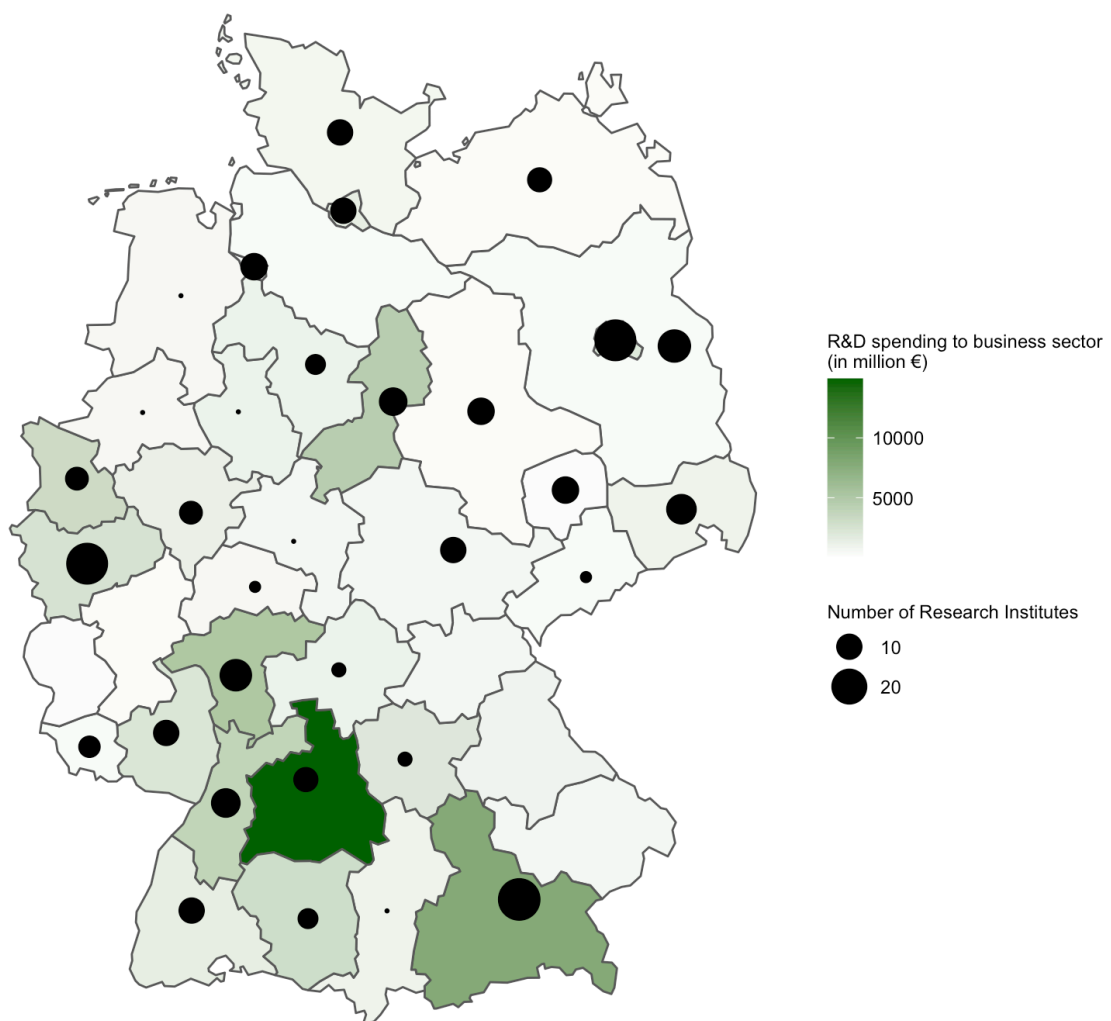 R&D spending to business sector
(in million €)
10000
5000
Number of Research Institutes
10
20